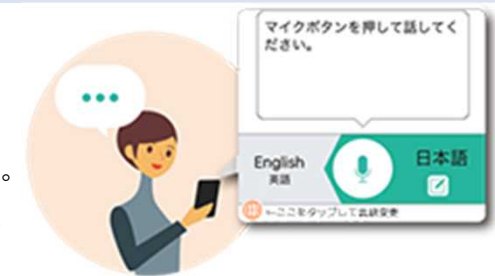 マイクボタンを押して話してく
ださい。
。
English
英語
日本語
←ここをタップして言語変更